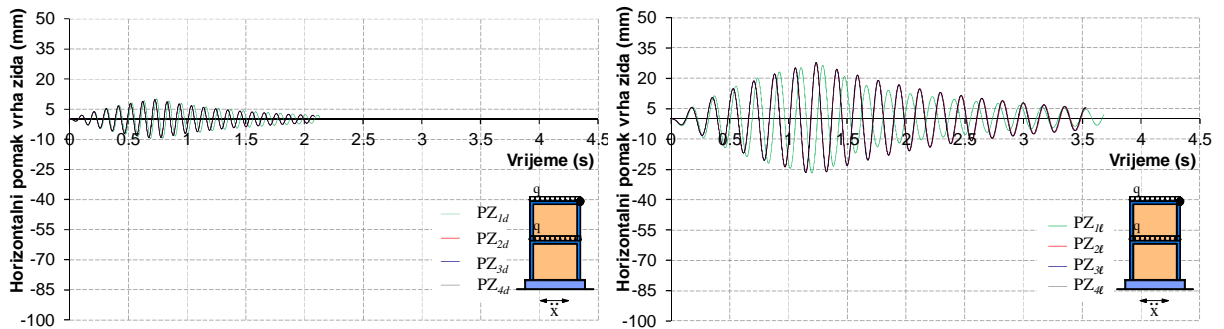 Horizontalni pomak vrha zida (mm)
50
35
20
5
-10
-25
-40
-55
-70
-85
-100
0 0.5 1 1.5 2 2.5 3 3.5 4 4.5
Vrijeme (s)
PZ1d
PZ2d
PZ3d
PZ4d
q
q
ẍ
Horizontalni pomak vrha zida (mm)
50
35
20
5
-10
-25
-40
-55
-70
-85
-100
0 0.5 1 1.5 2 2.5 3 3.5 4 4.5
Vrijeme (s)
PZ1ℓ
PZ2ℓ
PZ3ℓ
PZ4ℓ
q
q
ẍ